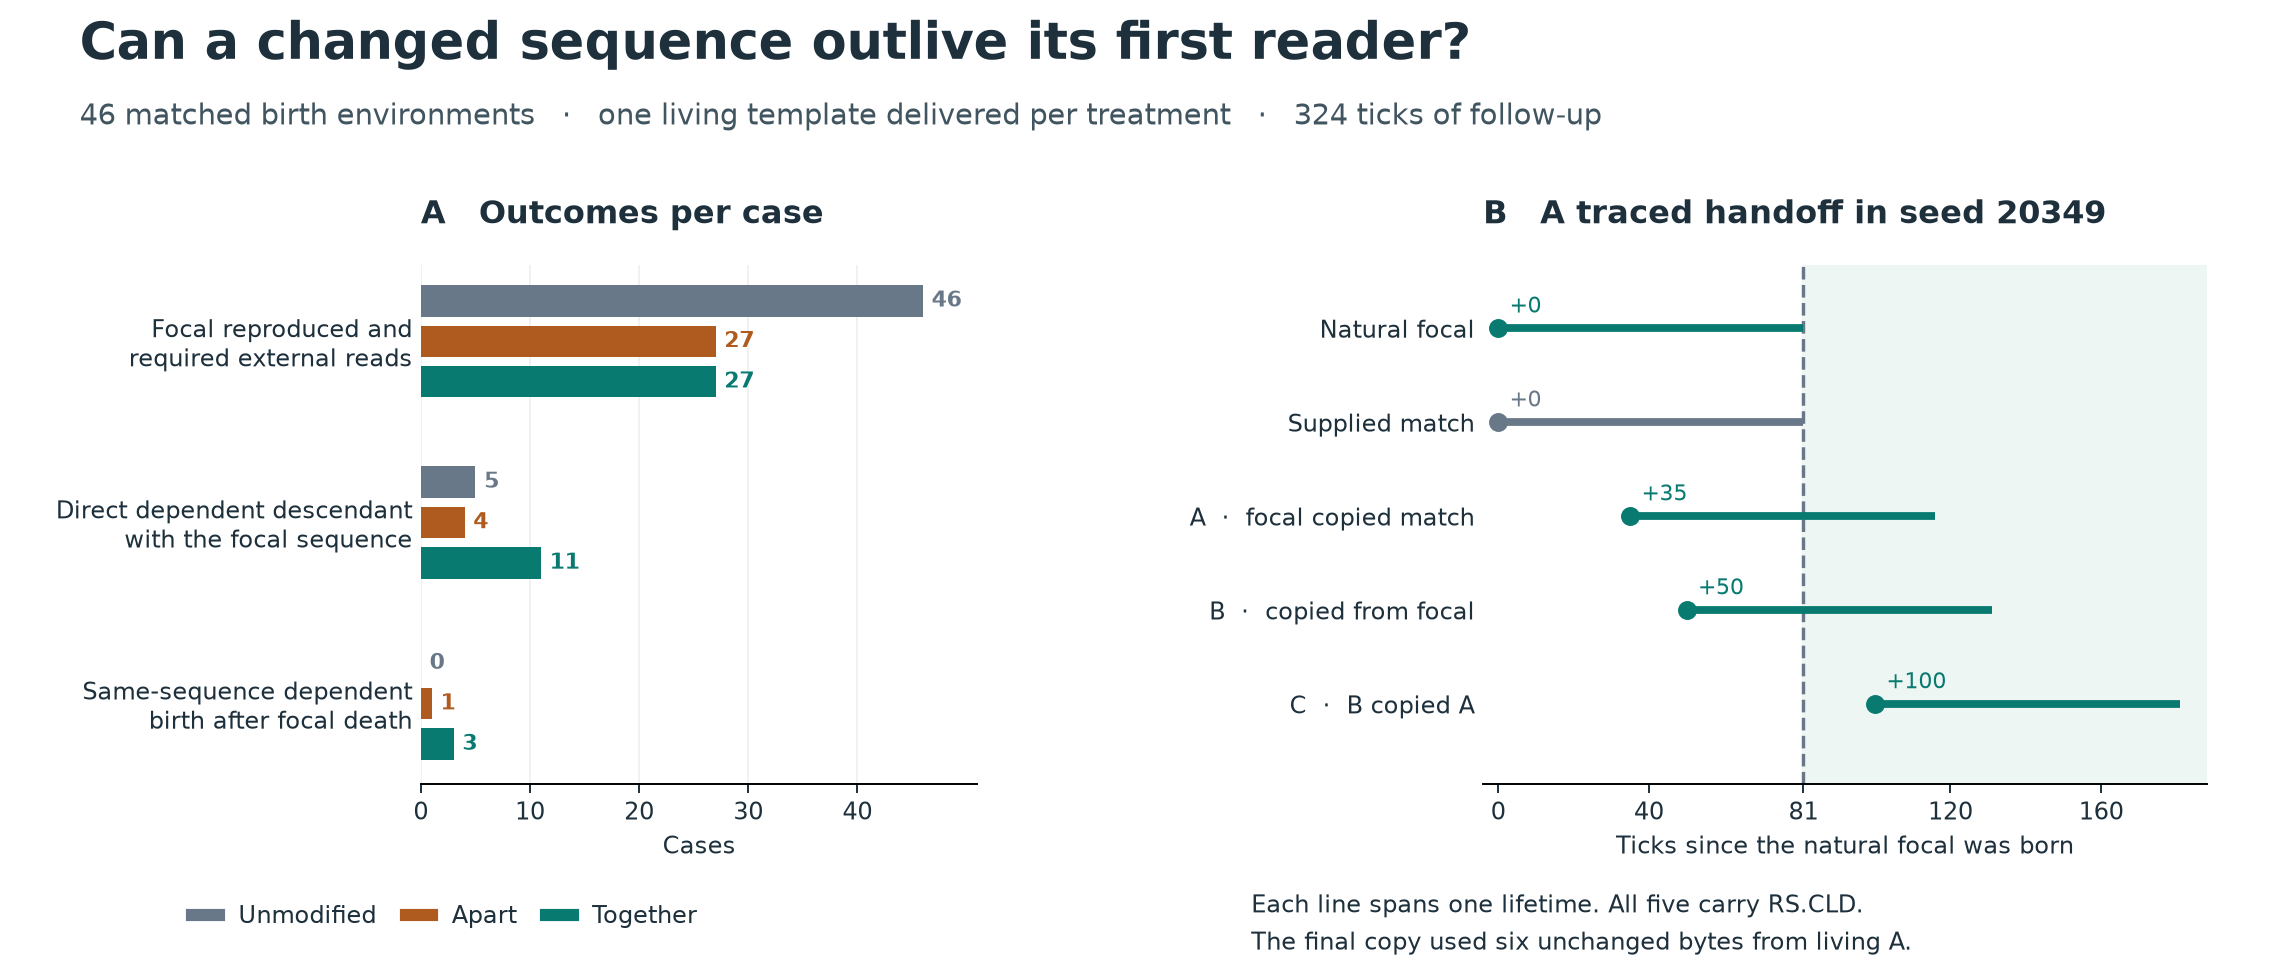 Can a changed sequence outlive its first reader?
46 matched birth environments · one living template delivered per treatment · 324 ticks of follow-up
A Outcomes per case
46
Focal reproduced and
required external reads
27
27
5
Direct dependent descendant
with the focal sequence
4
11
0
Same-sequence dependent
birth after focal death
1
3
0 10 20 30 40
Cases
Unmodified Apart Together
B A traced handoff in seed 20349
+0
Natural focal
+0
Supplied match
+35
A · focal copied match
+50
B · copied from focal
+100
C · B copied A
0 40 81 120 160
Ticks since the natural focal was born
Each line spans one lifetime. All five carry RS.CLD.
The final copy used six unchanged bytes from living A.